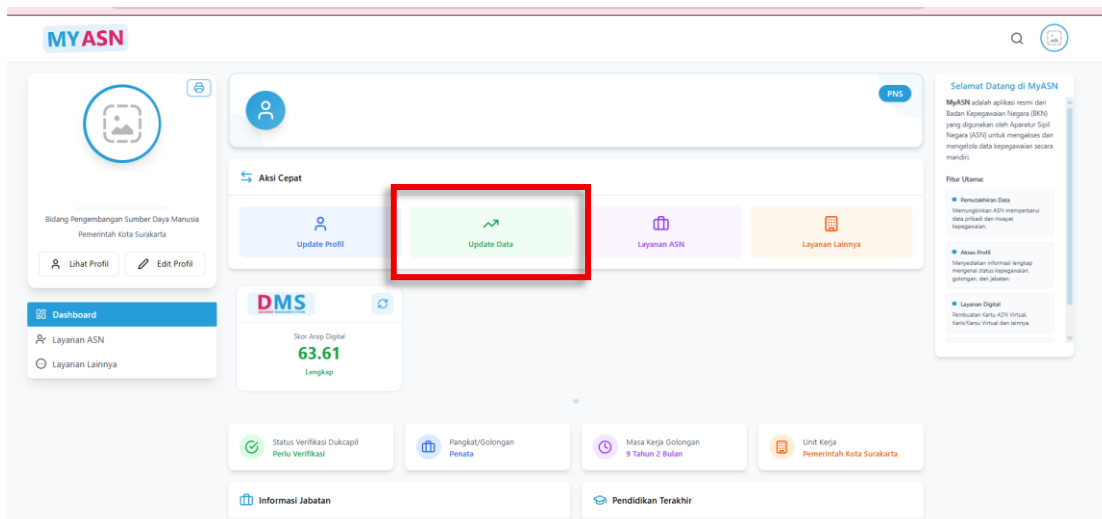 MYASN
Bidang Pengembangan Sumber Daya Manusia
Pemerintah Kota Surakarta
Lihat Profil
Edit Profil
Dashboard
Layanan ASN
Layanan Lainnya
PNS
Aksi Cepat
Update Profil
Update Data
Layanan ASN
Layanan Lainnya
DMS
Skor Arsip Digital
63.61
Lengkap
Status Verifikasi Dukcapil
Perlu Verifikasi
Pangkat/Golongan
Penata
Masa Kerja Golongan
9 Tahun 2 Bulan
Unit Kerja
Pemerintah Kota Surakarta
Informasi Jabatan
Pendidikan Terakhir
Selamat Datang di MyASN
MyASN adalah aplikasi resmi dari
Badan Kepegawaian Negara (BKN)
yang digunakan oleh Aparatur Sipil
Negara (ASN) untuk mengakses dan
mengelola data kepegawaian secara
mandiri.
Fitur Utama:
Pemutakhiran Data
Memungkinkan ASN memperbarui
data pribadi dan riwayat
kepegawaian.
Akses Profil
Menyediakan informasi lengkap
mengenai status kepegawaian,
golongan, dan jabatan.
Layanan Digital
Pembuatan Kartu ASN Virtual,
Karis/Karsu Virtual dan lainnya.